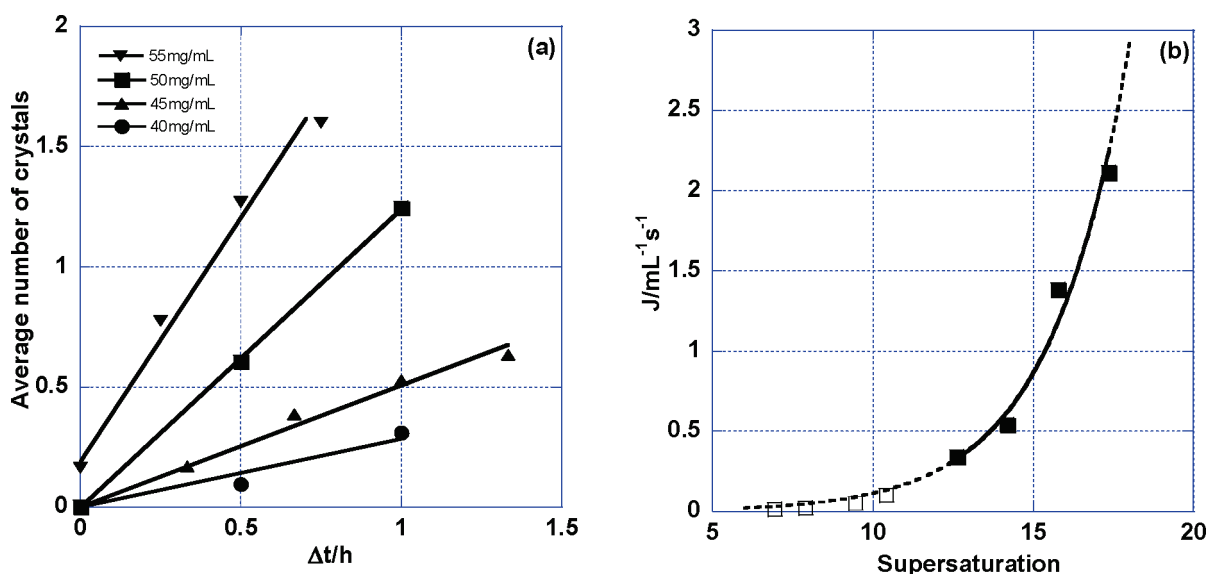 2
(a)
55mg/mL
50mg/mL
45mg/mL
40mg/mL
1.5
1
0.5
0
0
0.5
1
1.5
Average number of crystals
Δt/h
3
(b)
2.5
2
1.5
1
0.5
0
5
10
15
20
J/mL⁻¹s⁻¹
Supersaturation